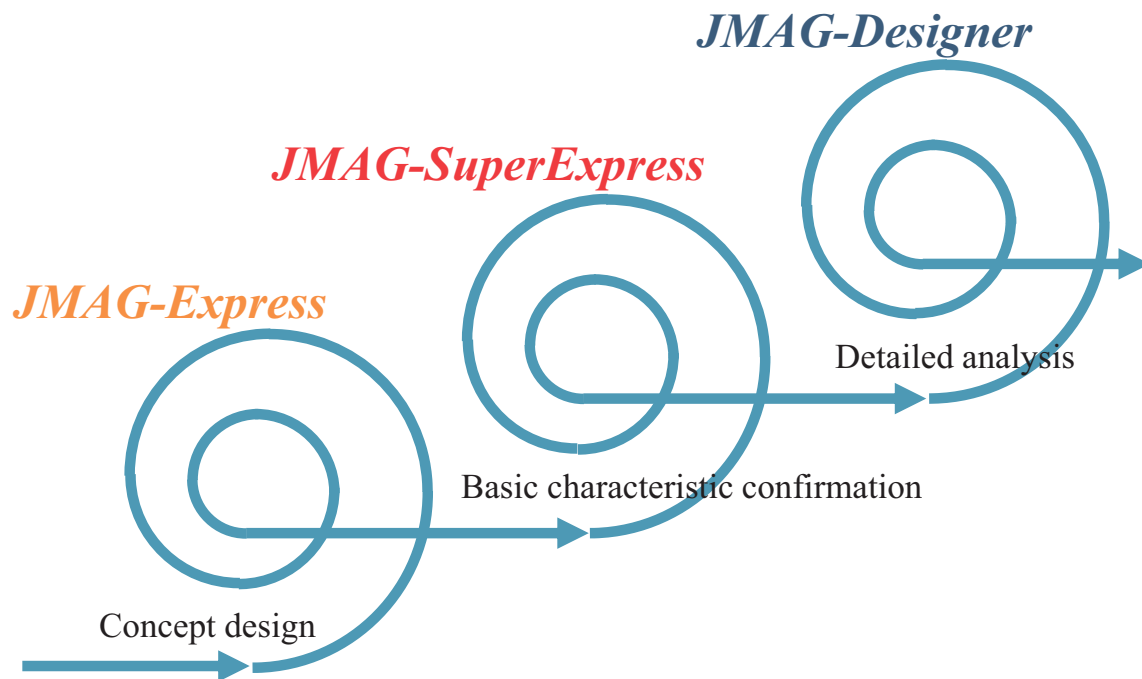 JMAG-Designer
JMAG-SuperExpress
JMAG-Express
Detailed analysis
Basic characteristic confirmation
Concept design